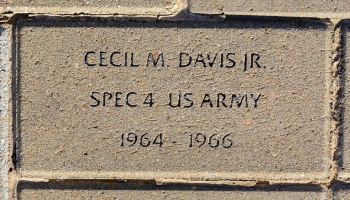 CECIL M. DAVIS JR.
SPEC 4 US ARMY
1964 - 1966